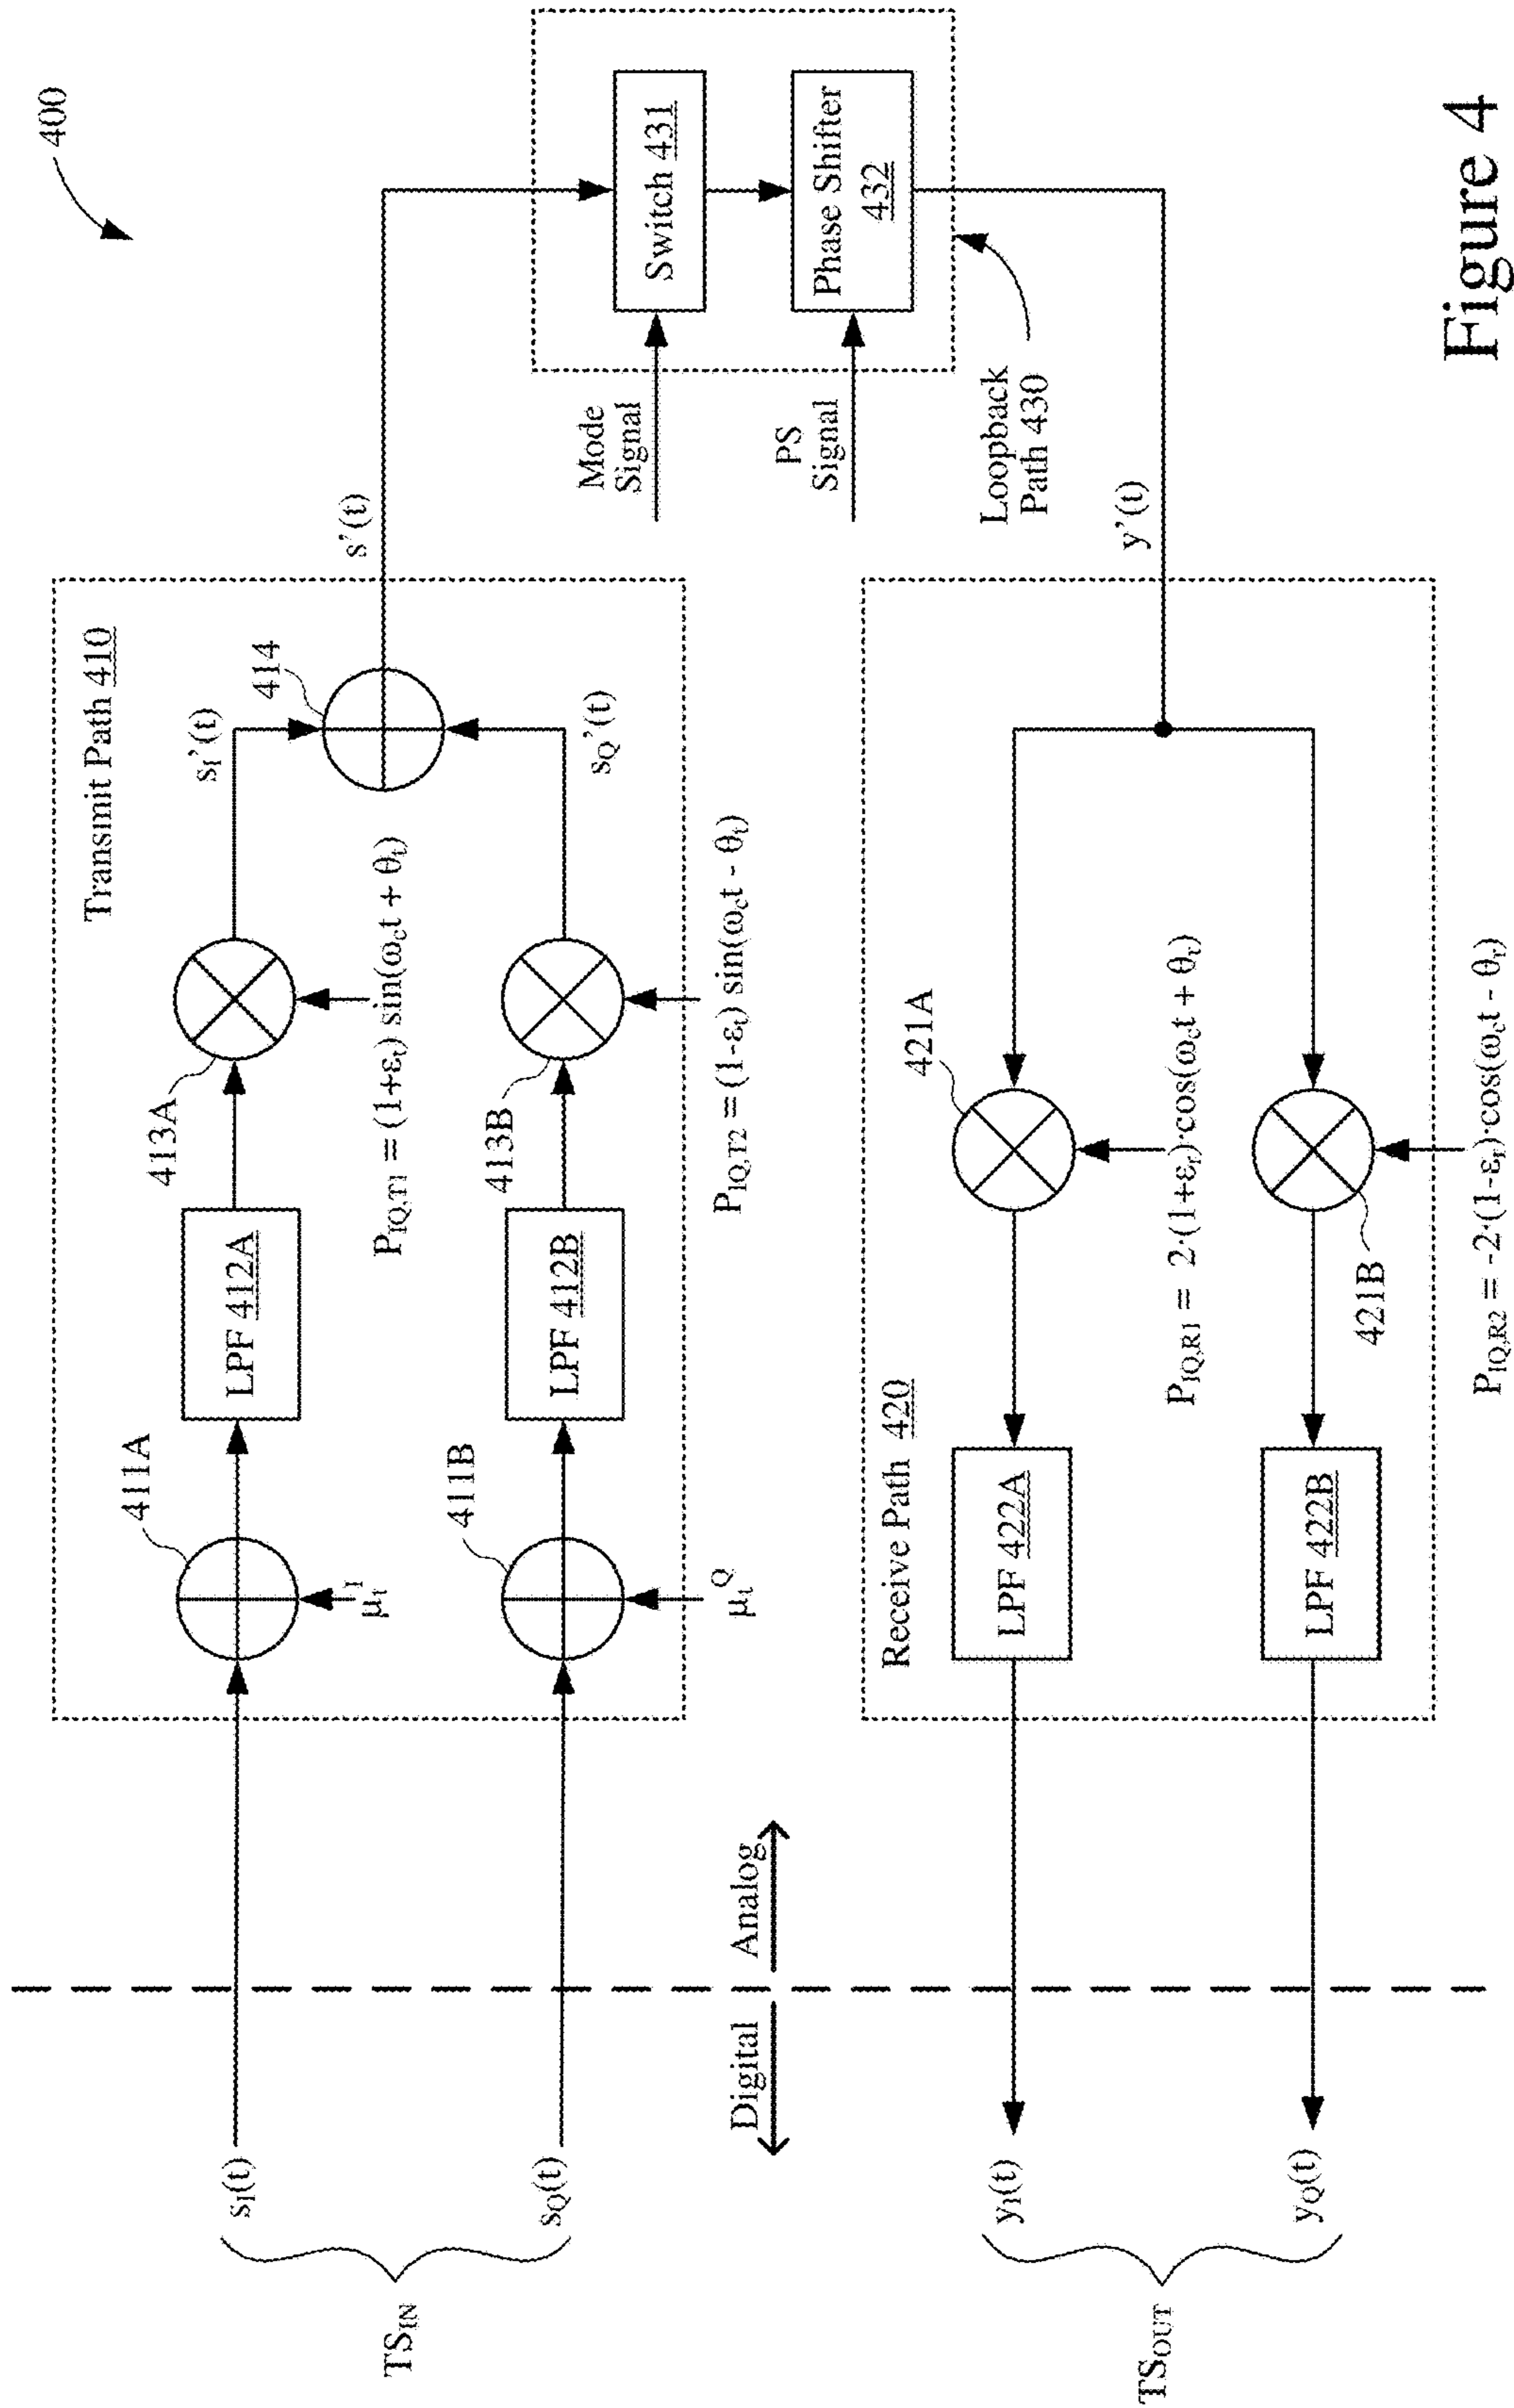 400
Transmit Path 410
s_I(t)
411A
μ_t^I
LPF 412A
413A
P_IQ,T1 = (1+ε_t) sin(ω_c t + θ_t)
s_I'(t)
414
s'(t)
s_Q(t)
411B
μ_t^Q
LPF 412B
413B
P_IQ,T2 = (1-ε_t) sin(ω_c t - θ_t)
s_Q'(t)
TS_IN
Mode
Signal
Switch 431
PS
Signal
Phase Shifter
432
Loopback
Path 430
Digital
Analog
Receive Path 420
y'(t)
y_I(t)
LPF 422A
421A
P_IQ,R1 = 2·(1+ε_r)·cos(ω_c t + θ_r)
y_Q(t)
LPF 422B
421B
P_IQ,R2 = -2·(1-ε_r)·cos(ω_c t - θ_r)
TS_OUT
Figure 4